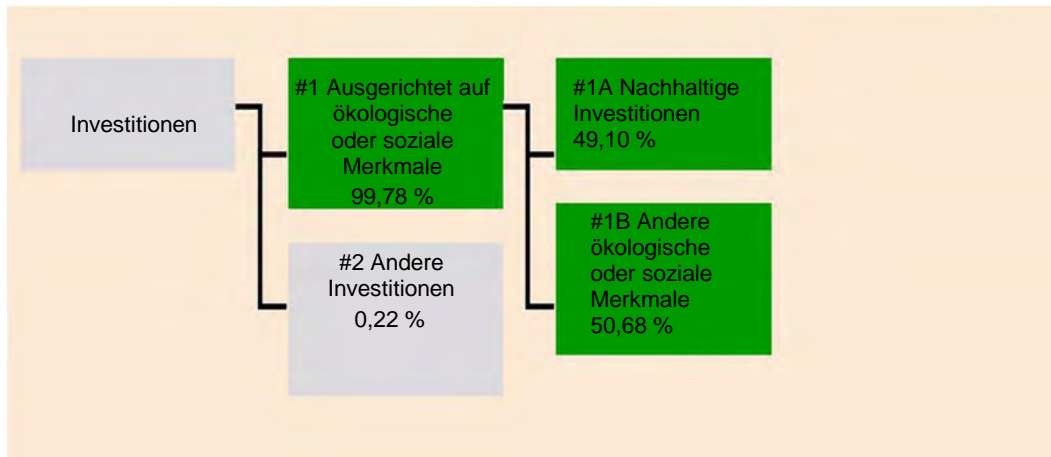 Investitionen
#1 Ausgerichtet auf
ökologische
oder soziale
Merkmale
99,78 %
#2 Andere
Investitionen
0,22 %
#1A Nachhaltige
Investitionen
49,10 %
#1B Andere
ökologische
oder soziale
Merkmale
50,68 %